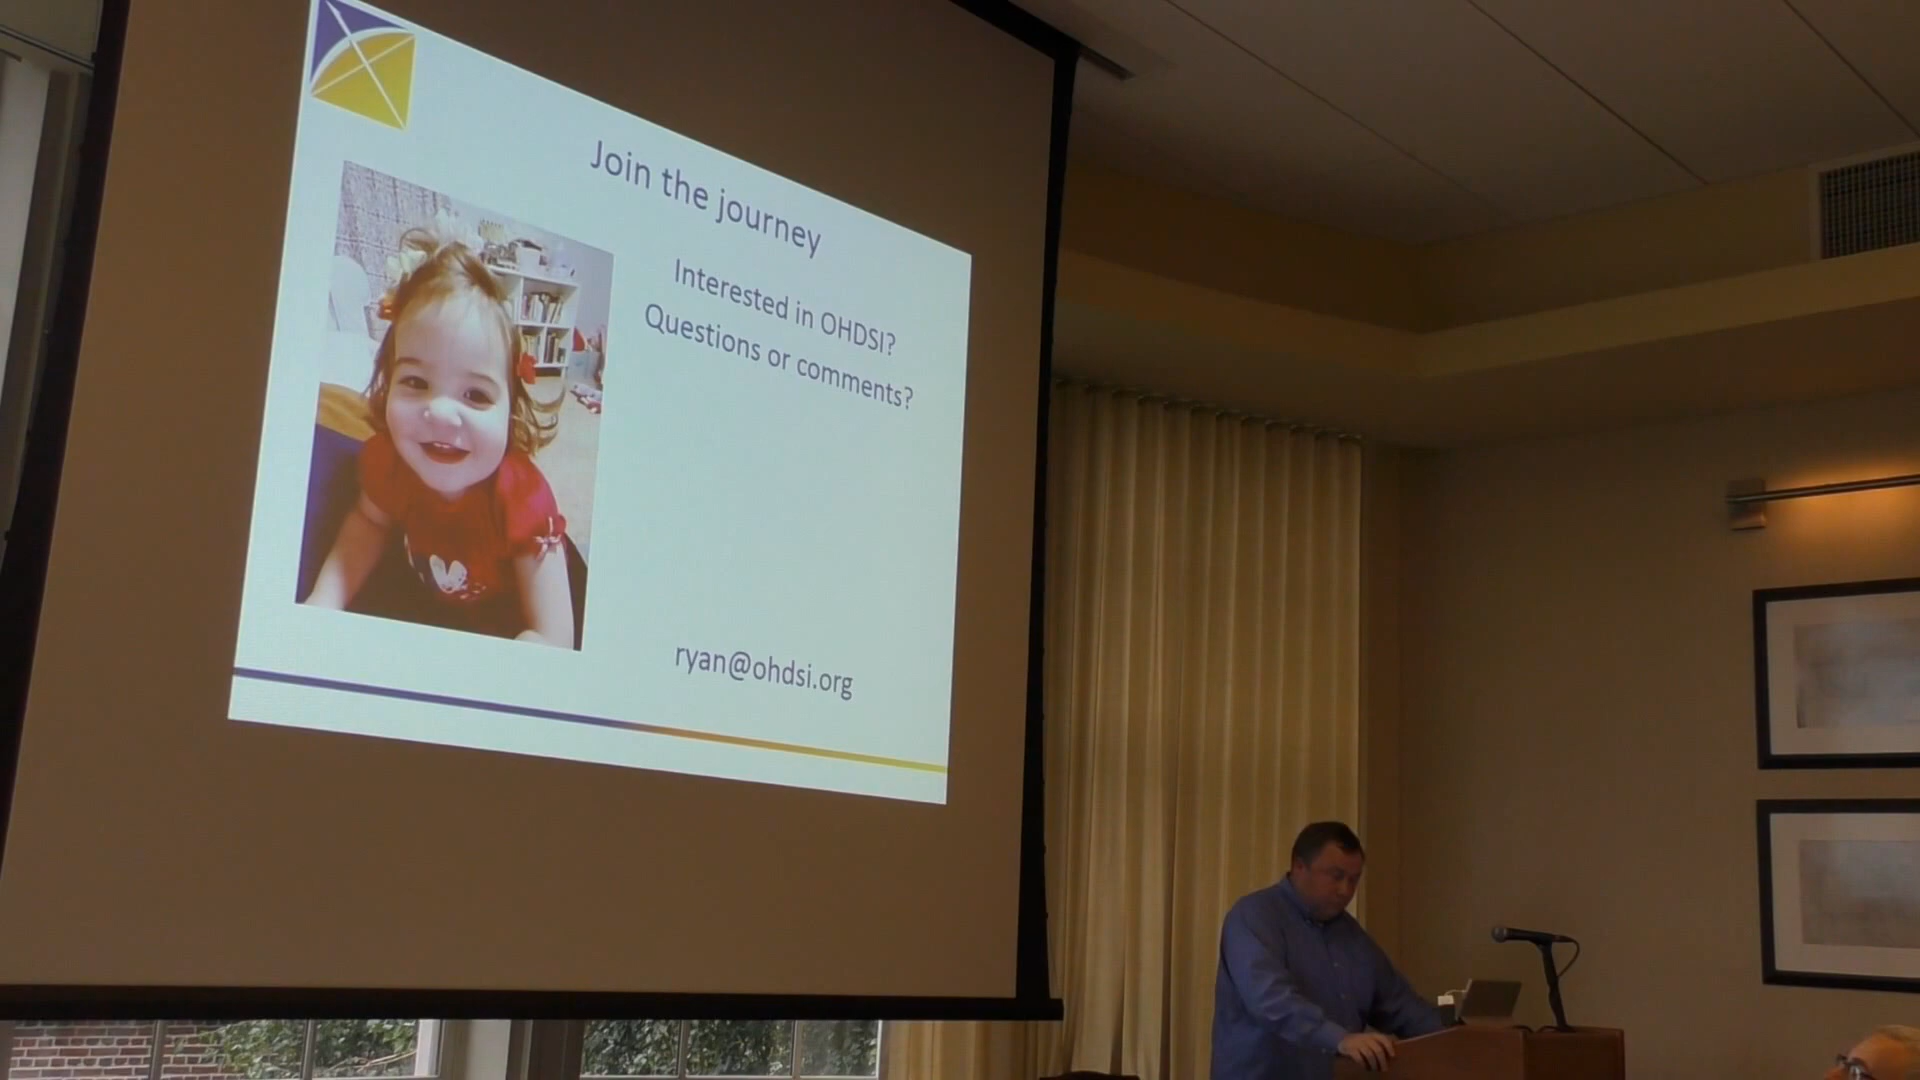 Join the journey
Interested in OHDSI?
Questions or comments?
ryan@ohdsi.org